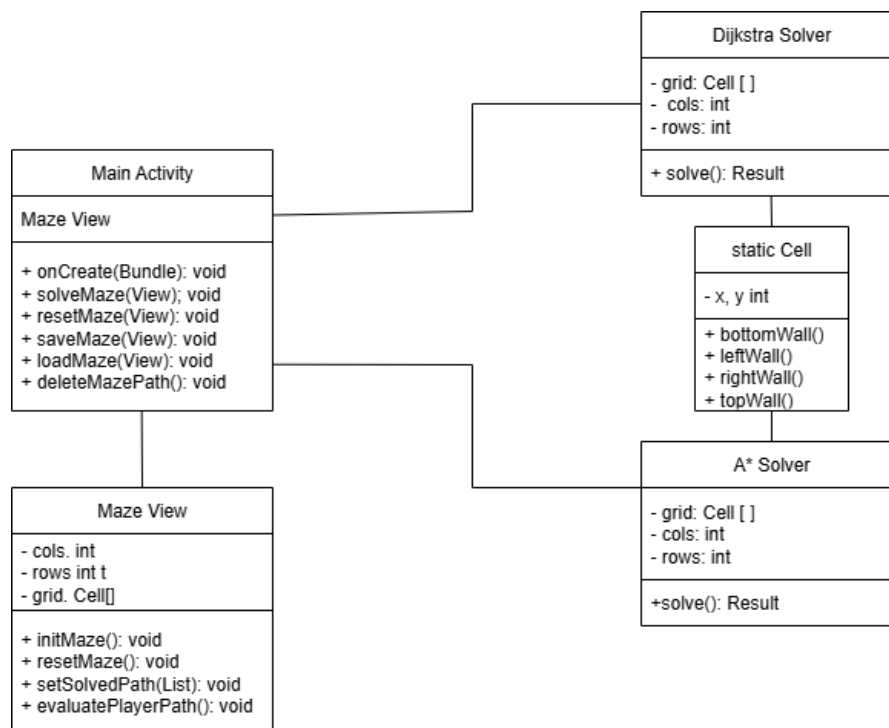 Dijkstra Solver
- grid: Cell [ ]
- cols: int
- rows: int
+ solve(): Result
Main Activity
Maze View
+ onCreate(Bundle): void
+ solveMaze(View); void
+ resetMaze(View): void
+ saveMaze(View): void
+ loadMaze(View): void
+ deleteMazePath(): void
static Cell
- x, y int
+ bottomWall()
+ leftWall()
+ rightWall()
+ topWall()
A* Solver
- grid: Cell [ ]
- cols: int
- rows: int
+solve(): Result
Maze View
- cols. int
- rows int t
- grid. Cell[]
+ initMaze(): void
+ resetMaze(): void
+ setSolvedPath(List): void
+ evaluatePlayerPath(): void